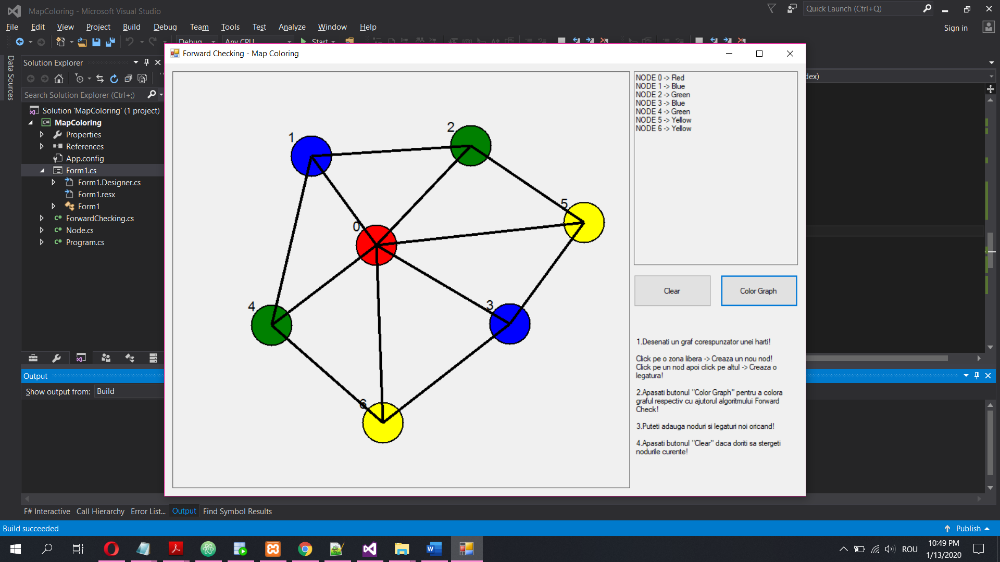 MapColoring - Microsoft Visual Studio
Quick Launch (Ctrl+Q)
File Edit View Project Build Debug Team Tools Test Analyze Window Help
Sign in
Debug Any CPU Start
Data Sources
Solution Explorer
Search Solution Explorer (Ctrl+;)
Solution 'MapColoring' (1 project)
C# MapColoring
Properties
References
App.config
Form1.cs
Form1.Designer.cs
Form1.resx
Form1
C# ForwardChecking.cs
C# Node.cs
C# Program.cs
Forward Checking - Map Coloring
1
2
5
0
4
3
6
NODE 0 -> Red
NODE 1 -> Blue
NODE 2 -> Green
NODE 3 -> Blue
NODE 4 -> Green
NODE 5 -> Yellow
NODE 6 -> Yellow
Clear
Color Graph
1.Desenati un graf corespunzator unei harti!
Click pe o zona libera -> Creaza un nou nod!
Click pe un nod apoi click pe altul -> Creaza o
legatura!
2.Apasati butonul "Color Graph" pentru a colora
graful respectiv cu ajutorul algoritmului Forward
Check!
3.Puteti adauga noduri si legaturi noi oricand!
4.Apasati butonul "Clear" daca doriti sa stergeti
nodurile curente!
dex)
Output
Show output from: Build
F# Interactive Call Hierarchy Error List... Output Find Symbol Results
Build succeeded
Publish
ROU
10:49 PM
1/13/2020